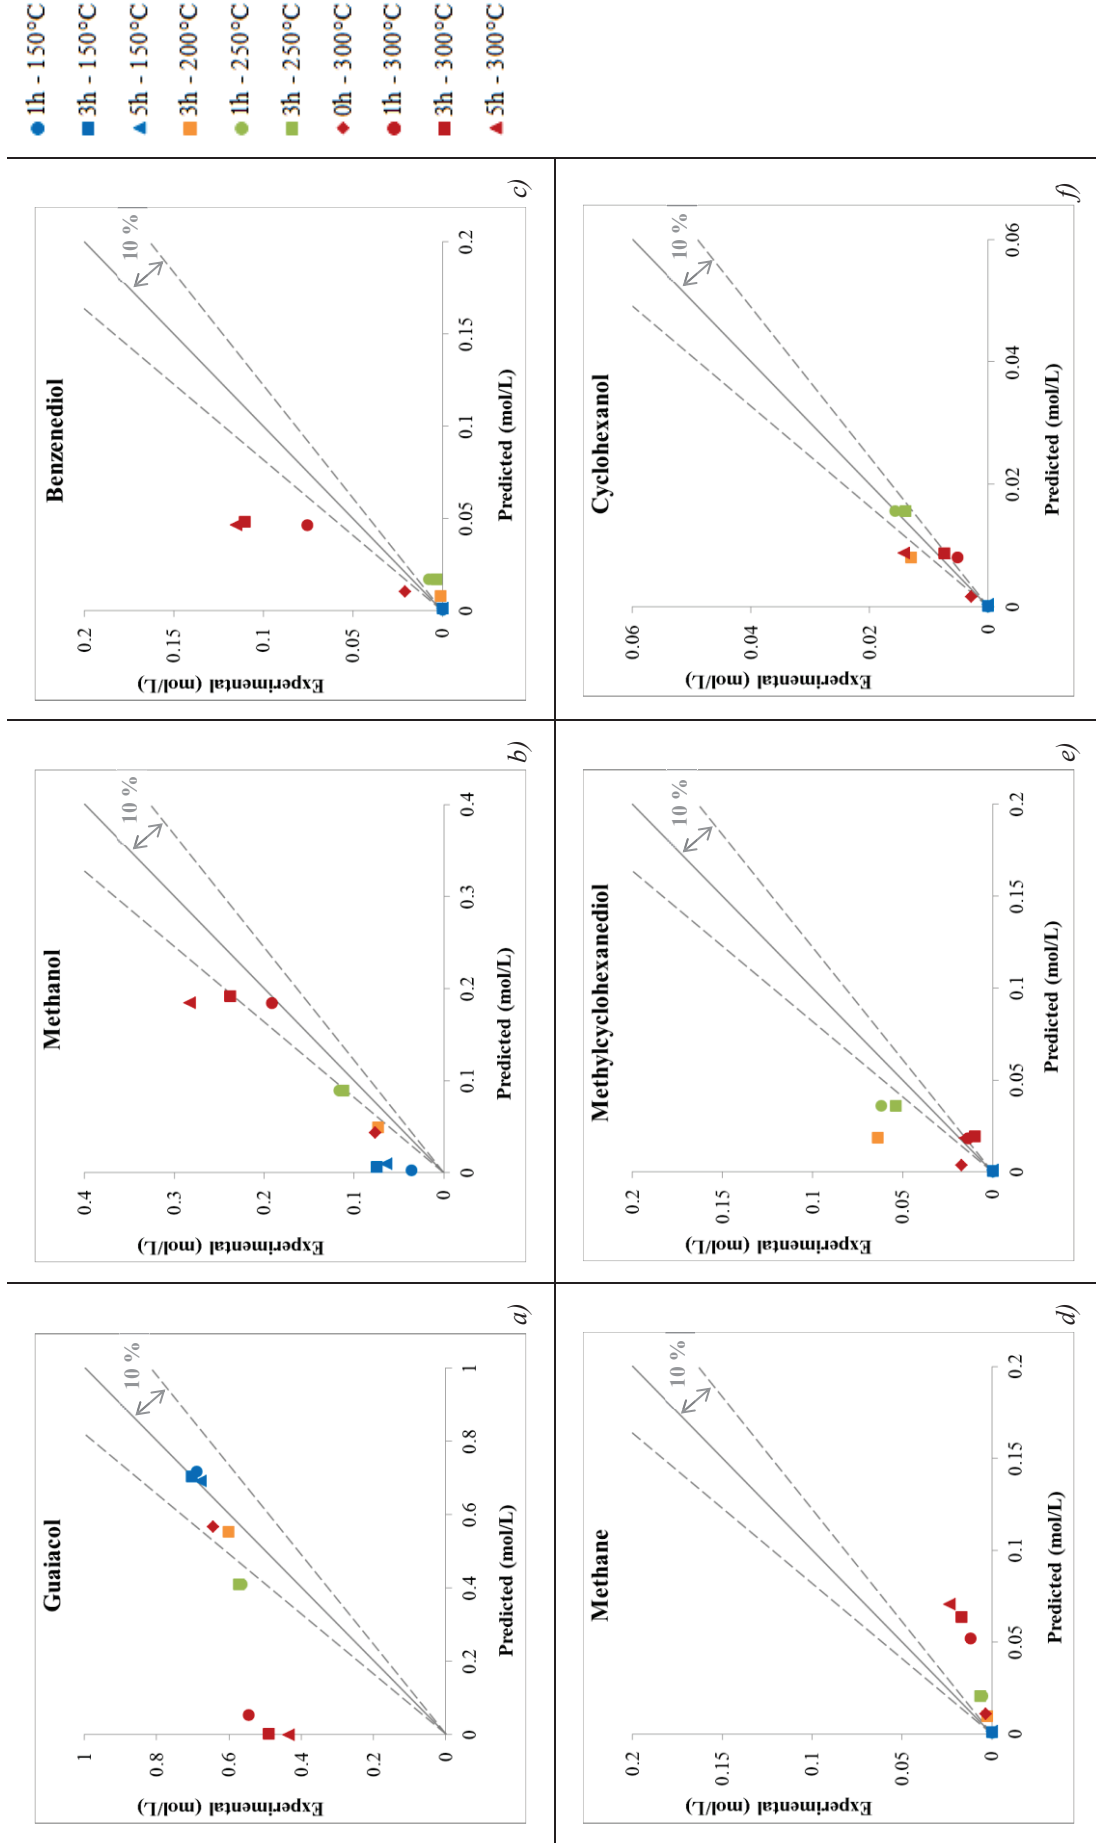 Guaiacol
Experimental (mol/L)
1
0.8
0.6
0.4
0.2
0
0
0.2
0.4
0.6
0.8
1
Predicted (mol/L)
10 %
a)
Methanol
Experimental (mol/L)
0.4
0.3
0.2
0.1
0
0
0.1
0.2
0.3
0.4
Predicted (mol/L)
10 %
b)
Benzenediol
Experimental (mol/L)
0.2
0.15
0.1
0.05
0
0
0.05
0.1
0.15
0.2
Predicted (mol/L)
10 %
c)
Methane
Experimental (mol/L)
0.2
0.15
0.1
0.05
0
0
0.05
0.1
0.15
0.2
Predicted (mol/L)
10 %
d)
Methylcyclohexanediol
Experimental (mol/L)
0.2
0.15
0.1
0.05
0
0
0.05
0.1
0.15
0.2
Predicted (mol/L)
10 %
e)
Cyclohexanol
Experimental (mol/L)
0.06
0.04
0.02
0
0
0.02
0.04
0.06
Predicted (mol/L)
10 %
f)
1h - 150°C
3h - 150°C
5h - 150°C
3h - 200°C
1h - 250°C
3h - 250°C
0h - 300°C
1h - 300°C
3h - 300°C
5h - 300°C